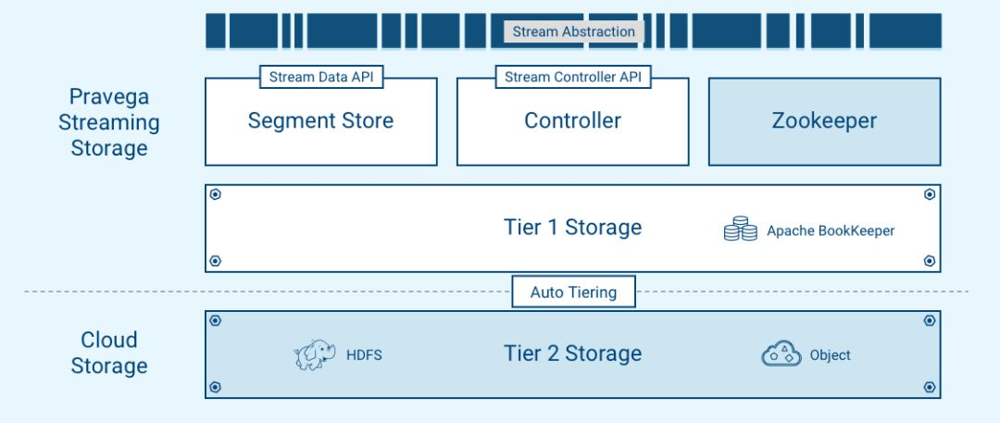 Stream Abstraction
Stream Data API
Stream Controller API
Pravega
Streaming
Storage
Segment Store
Controller
Zookeeper
Tier 1 Storage
Apache BookKeeper
Auto Tiering
Cloud
Storage
HDFS
Tier 2 Storage
Object